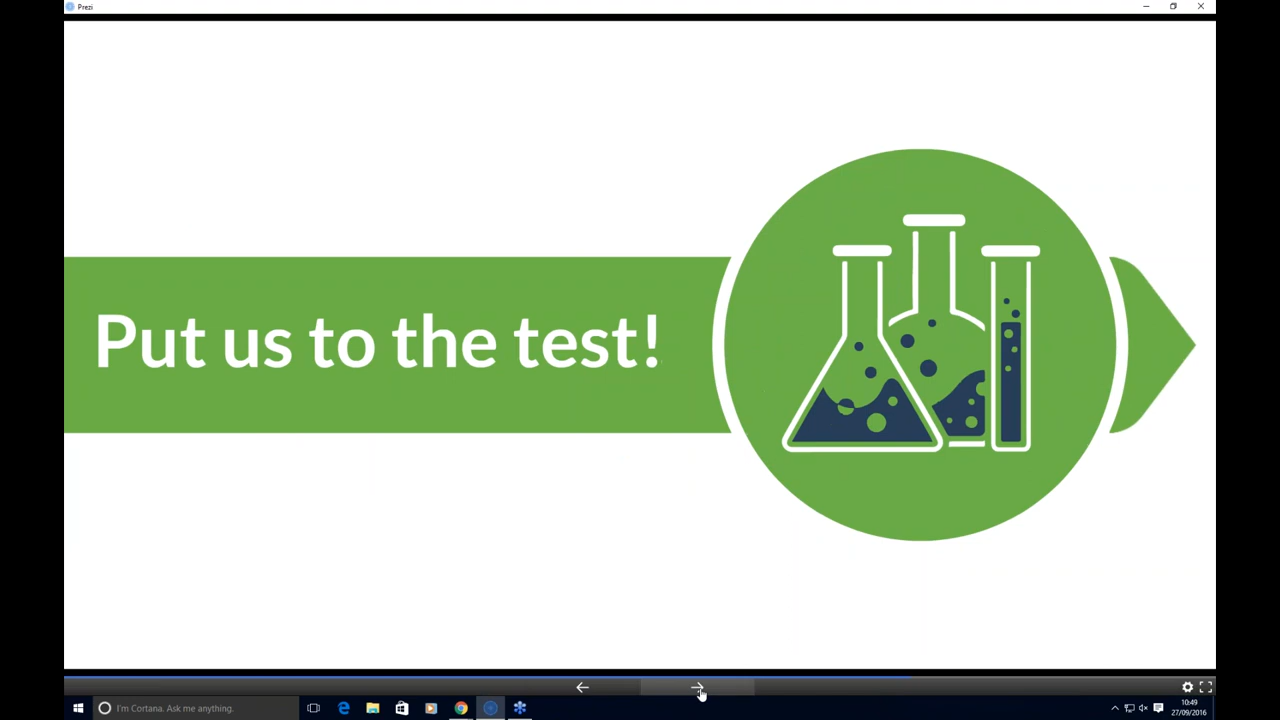 Prezi
Put us to the test!
I'm Cortana. Ask me anything.
10:49
27/09/2016